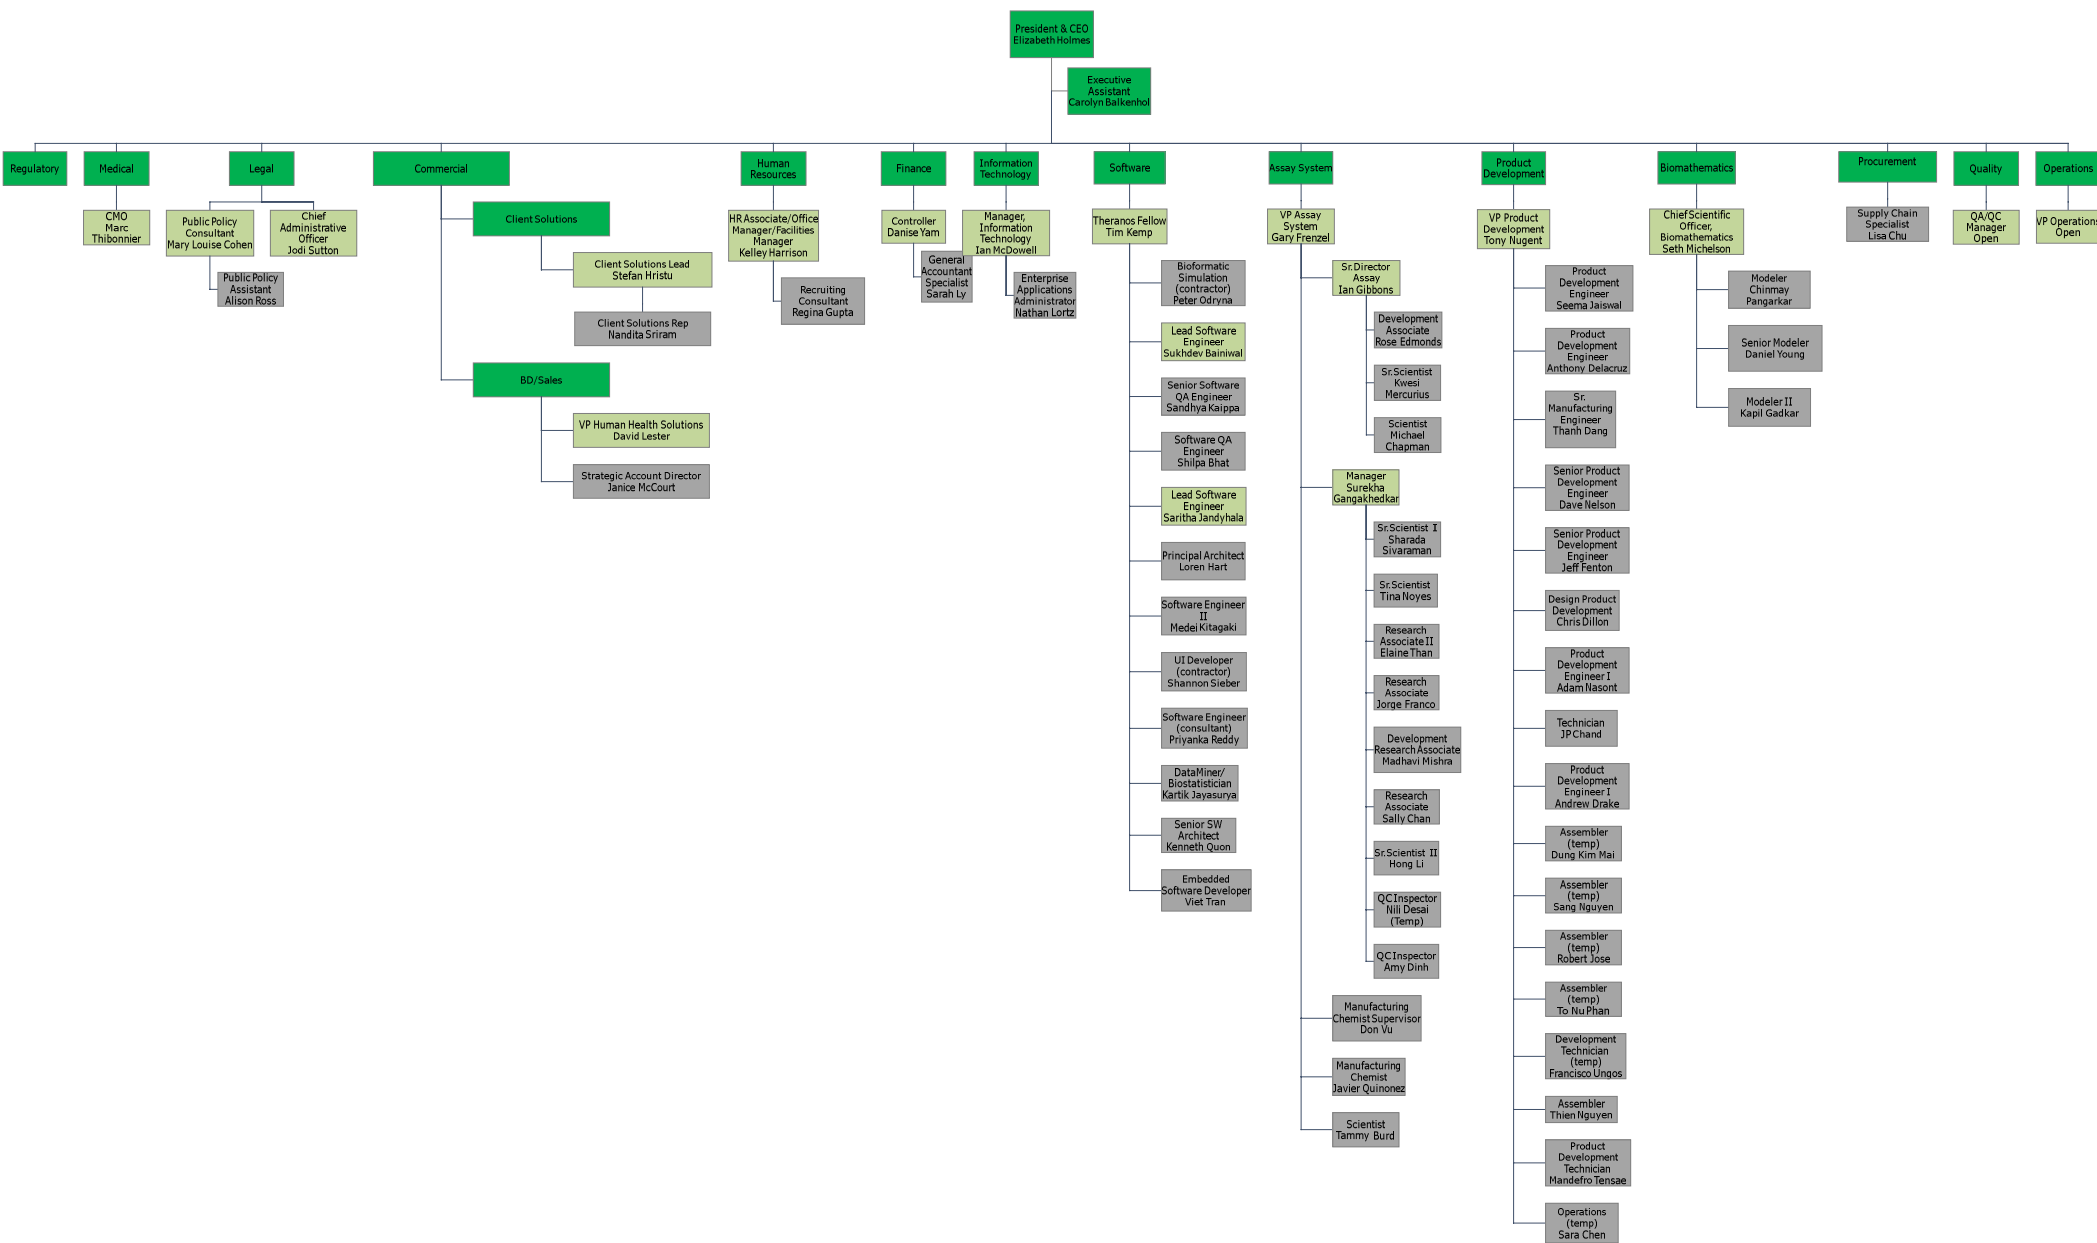 President & CEO
Elizabeth Holmes
Executive
Assistant
Carolyn Balkenhol
Regulatory
Medical
Legal
Commercial
Human
Resources
Finance
Information
Technology
Software
Assay System
Product
Development
Biomathematics
Procurement
Quality
Operations
CMO
Marc
Thibonnier
Public Policy
Consultant
Mary Louise Cohen
Chief
Administrative
Officer
Jodi Sutton
Public Policy
Assistant
Alison Ross
Client Solutions
Client Solutions Lead
Stefan Hristu
Client Solutions Rep
Nandita Sriram
BD/Sales
VP Human Health Solutions
David Lester
Strategic Account Director
Janice McCourt
HR Associate/Office
Manager/Facilities
Manager
Kelley Harrison
Recruiting
Consultant
Regina Gupta
Controller
Danise Yam
General
Accountant
Specialist
Sarah Ly
Manager,
Information
Technology
Ian McDowell
Enterprise
Applications
Administrator
Nathan Lortz
Theranos Fellow
Tim Kemp
Bioformatic
Simulation
(contractor)
Peter Odryna
Lead Software
Engineer
Sukhdev Bainiwal
Senior Software
QA Engineer
Sandhya Kaippa
Software QA
Engineer
Shilpa Bhat
Lead Software
Engineer
Saritha Jandyhala
Principal Architect
Loren Hart
Software Engineer
II
Medei Kitagaki
UI Developer
(contractor)
Shannon Sieber
Software Engineer
(consultant)
Priyanka Reddy
DataMiner/
Biostatistician
Kartik Jayasurya
Senior SW
Architect
Kenneth Quon
Embedded
Software Developer
Viet Tran
VP Assay
System
Gary Frenzel
Sr.Director
Assay
Ian Gibbons
Development
Associate
Rose Edmonds
Sr.Scientist
Kwesi
Mercurius
Scientist
Michael
Chapman
Manager
Surekha
Gangakhedkar
Sr.Scientist I
Sharada
Sivaraman
Sr.Scientist
Tina Noyes
Research
Associate II
Elaine Than
Research
Associate
Jorge Franco
Development
Research Associate
Madhavi Mishra
Research
Associate
Sally Chan
Sr.Scientist II
Hong Li
QC Inspector
Nili Desai
(Temp)
QC Inspector
Amy Dinh
Manufacturing
Chemist Supervisor
Don Vu
Manufacturing
Chemist
Javier Quinonez
Scientist
Tammy Burd
VP Product
Development
Tony Nugent
Product
Development
Engineer
Seema Jaiswal
Product
Development
Engineer
Anthony Delacruz
Sr.
Manufacturing
Engineer
Thanh Dang
Senior Product
Development
Engineer
Dave Nelson
Senior Product
Development
Engineer
Jeff Fenton
Design Product
Development
Chris Dillon
Product
Development
Engineer I
Adam Nasont
Technician
JP Chand
Product
Development
Engineer I
Andrew Drake
Assembler
(temp)
Dung Kim Mai
Assembler
(temp)
Sang Nguyen
Assembler
(temp)
Robert Jose
Assembler
(temp)
To Nu Phan
Development
Technician
(temp)
Francisco Ungos
Assembler
Thien Nguyen
Product
Development
Technician
Mandefro Tensae
Operations
(temp)
Sara Chen
Chief Scientific
Officer,
Biomathematics
Seth Michelson
Modeler
Chinmay
Pangarkar
Senior Modeler
Daniel Young
Modeler II
Kapil Gadkar
Supply Chain
Specialist
Lisa Chu
QA/QC
Manager
Open
VP Operations
Open